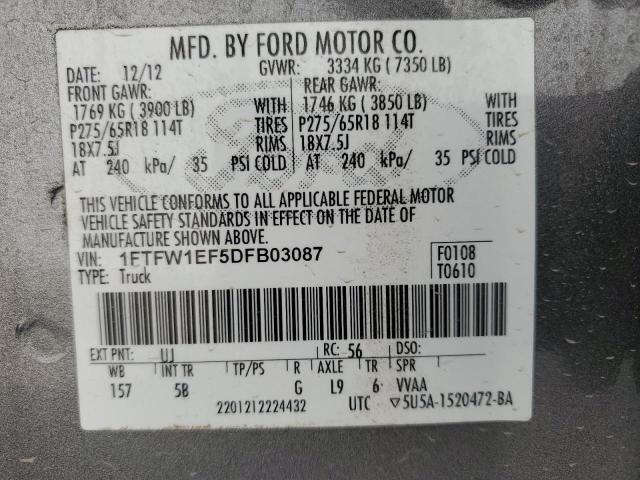 MFD. BY FORD MOTOR CO.
DATE: 12/12 GVWR: 3334 KG ( 7350 LB)
FRONT GAWR: REAR GAWR:
1769 KG ( 3900 LB) WITH 1746 KG ( 3850 LB) WITH
P275/65R18 114T TIRES P275/65R18 114T TIRES
18X7.5J RIMS 18X7.5J RIMS
AT 240 kPa/ 35 PSI COLD AT 240 kPa/ 35 PSI COLD
THIS VEHICLE CONFORMS TO ALL APPLICABLE FEDERAL MOTOR
VEHICLE SAFETY STANDARDS IN EFFECT ON THE DATE OF
MANUFACTURE SHOWN ABOVE.
VIN: 1FTFW1EF5DFB03087 F0108
TYPE: Truck T0610
EXT PNT: UJ RC: 56 DSO:
WB INT TR TP/PS R AXLE TR SPR
157 5B G L9 6 VVAA
2201212224432 UTC ▽5U5A-1520472-BA